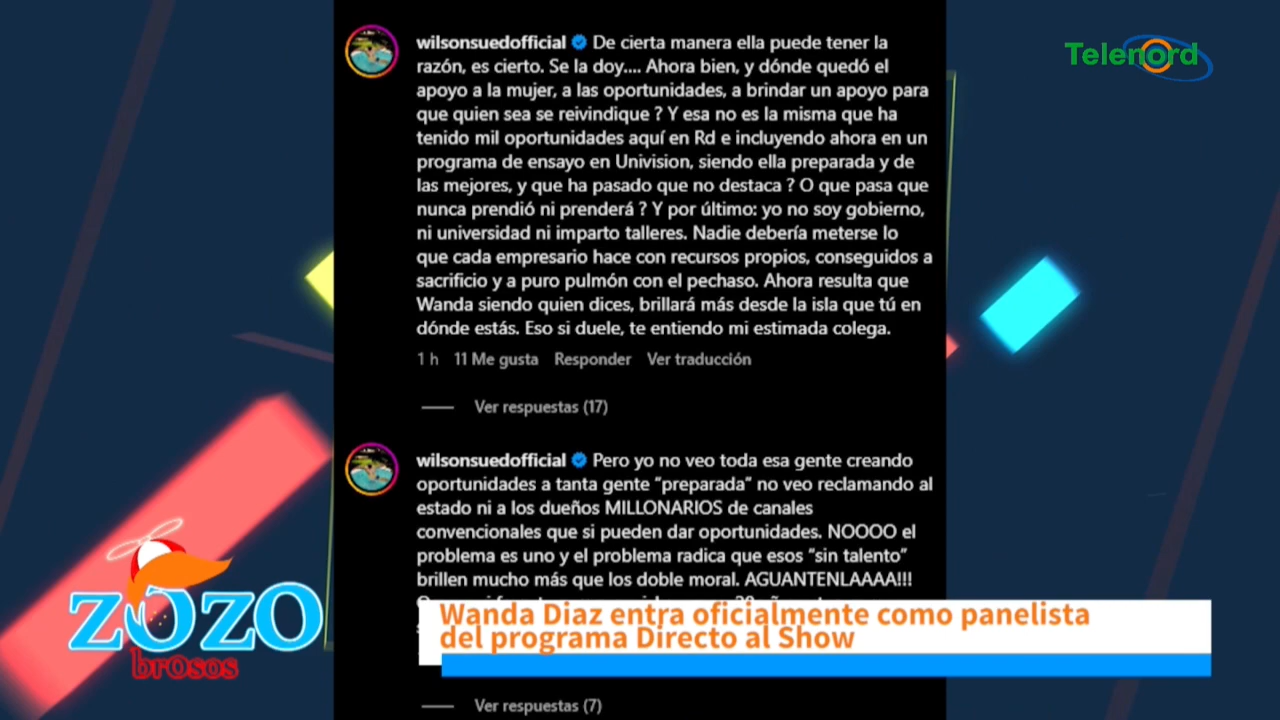 Telenord
wilsonsuedofficial De cierta manera ella puede tener la
razón, es cierto. Se la doy.... Ahora bien, y dónde quedó el
apoyo a la mujer, a las oportunidades, a brindar un apoyo para
que quien sea se reivindique ? Y esa no es la misma que ha
tenido mil oportunidades aquí en Rd e incluyendo ahora en un
programa de ensayo en Univision, siendo ella preparada y de
las mejores, y que ha pasado que no destaca ? O que pasa que
nunca prendió ni prenderá ? Y por último: yo no soy gobierno,
ni universidad ni imparto talleres. Nadie debería meterse lo
que cada empresario hace con recursos propios, conseguidos a
sacrificio y a puro pulmón con el pechaso. Ahora resulta que
Wanda siendo quien dices, brillará más desde la isla que tú en
dónde estás. Eso si duele, te entiendo mi estimada colega.
1 h 11 Me gusta Responder Ver traducción
Ver respuestas (17)
wilsonsuedofficial Pero yo no veo toda esa gente creando
oportunidades a tanta gente “preparada” no veo reclamando al
estado ni a los dueños MILLONARIOS de canales
convencionales que si pueden dar oportunidades. NOOOO el
problema es uno y el problema radica que esos “sin talento”
brillen mucho más que los doble moral. AGUANTENLAAAA!!!
zozo
brosos
Wanda Diaz entra oficialmente como panelista
del programa Directo al Show
Ver respuestas (7)